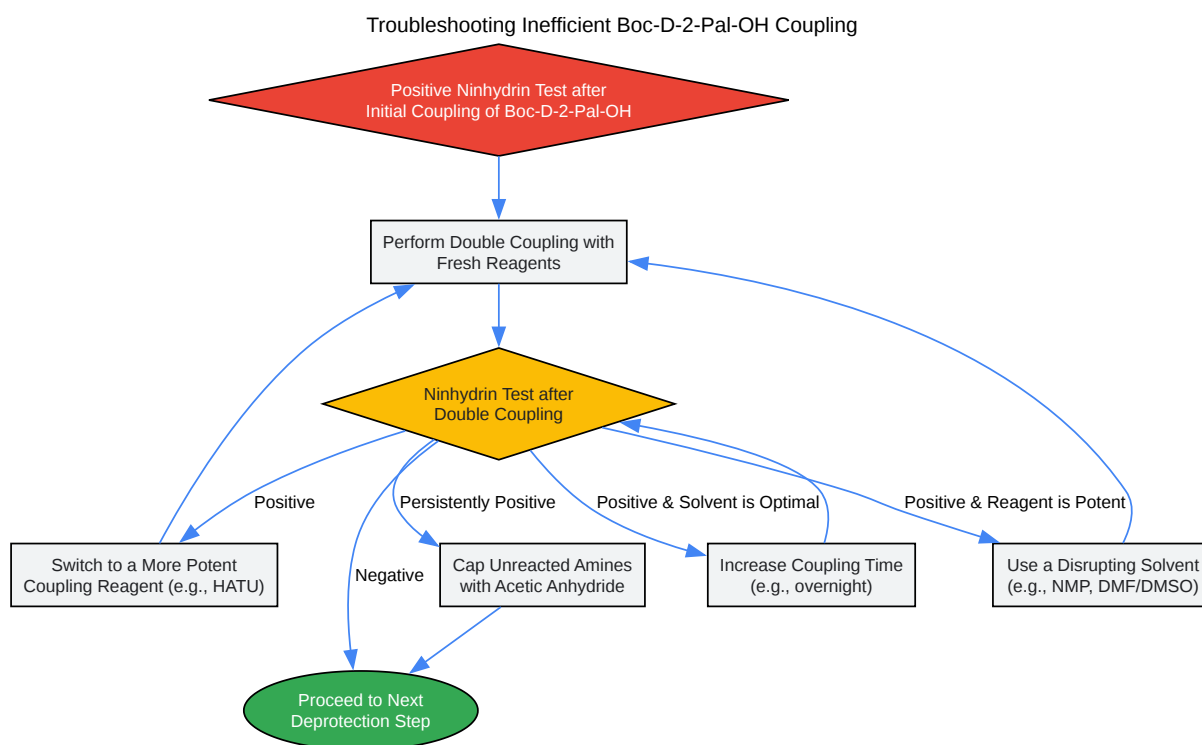 Troubleshooting Inefficient Boc-D-2-Pal-OH Coupling
Positive Ninhydrin Test after
Initial Coupling of Boc-D-2-Pal-OH
Perform Double Coupling with
Fresh Reagents
Ninhydrin Test after
Double Coupling
Positive
Persistently Positive
Positive & Solvent is Optimal
Positive & Reagent is Potent
Switch to a More Potent
Coupling Reagent (e.g., HATU)
Negative
Cap Unreacted Amines
with Acetic Anhydride
Increase Coupling Time
(e.g., overnight)
Use a Disrupting Solvent
(e.g., NMP, DMF/DMSO)
Proceed to Next
Deprotection Step